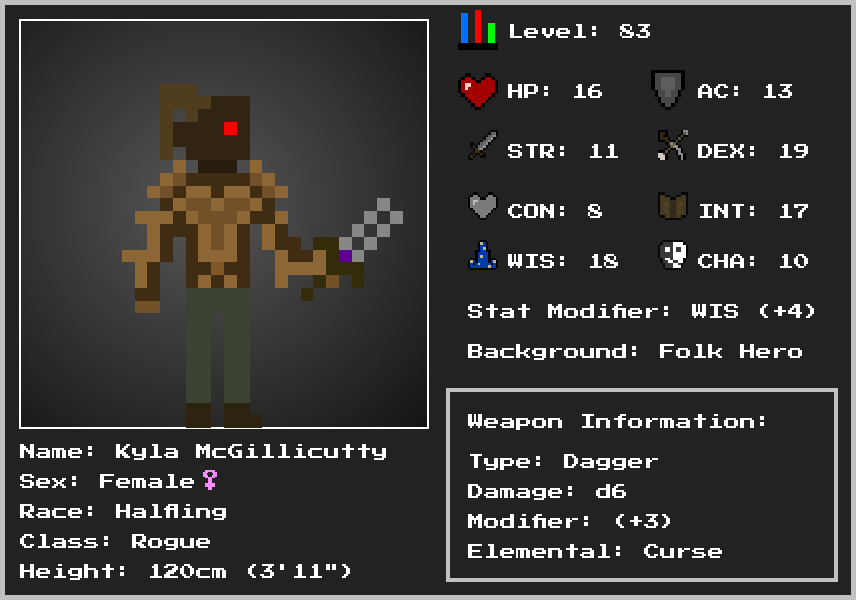 Level: 83
HP: 16 AC: 13
STR: 11 DEX: 19
CON: 8 INT: 17
WIS: 18 CHA: 10
Stat Modifier: WIS (+4)
Background: Folk Hero
Weapon Information:
Type: Dagger
Damage: d6
Modifier: (+3)
Elemental: Curse
Name: Kyla McGillicutty
Sex: Female♀
Race: Halfling
Class: Rogue
Height: 120cm (3'11")